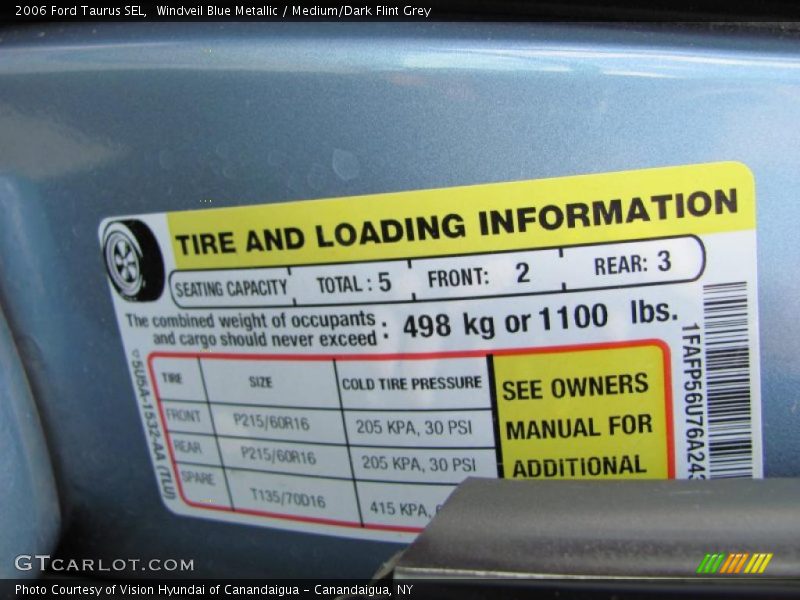 2006 Ford Taurus SEL,  Windveil Blue Metallic / Medium/Dark Flint Grey
TIRE AND LOADING INFORMATION
SEATING CAPACITY TOTAL : 5 FRONT: 2 REAR: 3
The combined weight of occupants
and cargo should never exceed : 498 kg or 1100 lbs.
TIRE SIZE COLD TIRE PRESSURE
FRONT P215/60R16 205 KPA, 30 PSI
REAR P215/60R16 205 KPA, 30 PSI
SPARE T135/70D16 415 KPA,
SEE OWNERS
MANUAL FOR
ADDITIONAL
5U5A-1532-AA (TLU)
1FAFP56U76A243
GTCARLOT.COM
Photo Courtesy of Vision Hyundai of Canandaigua - Canandaigua, NY